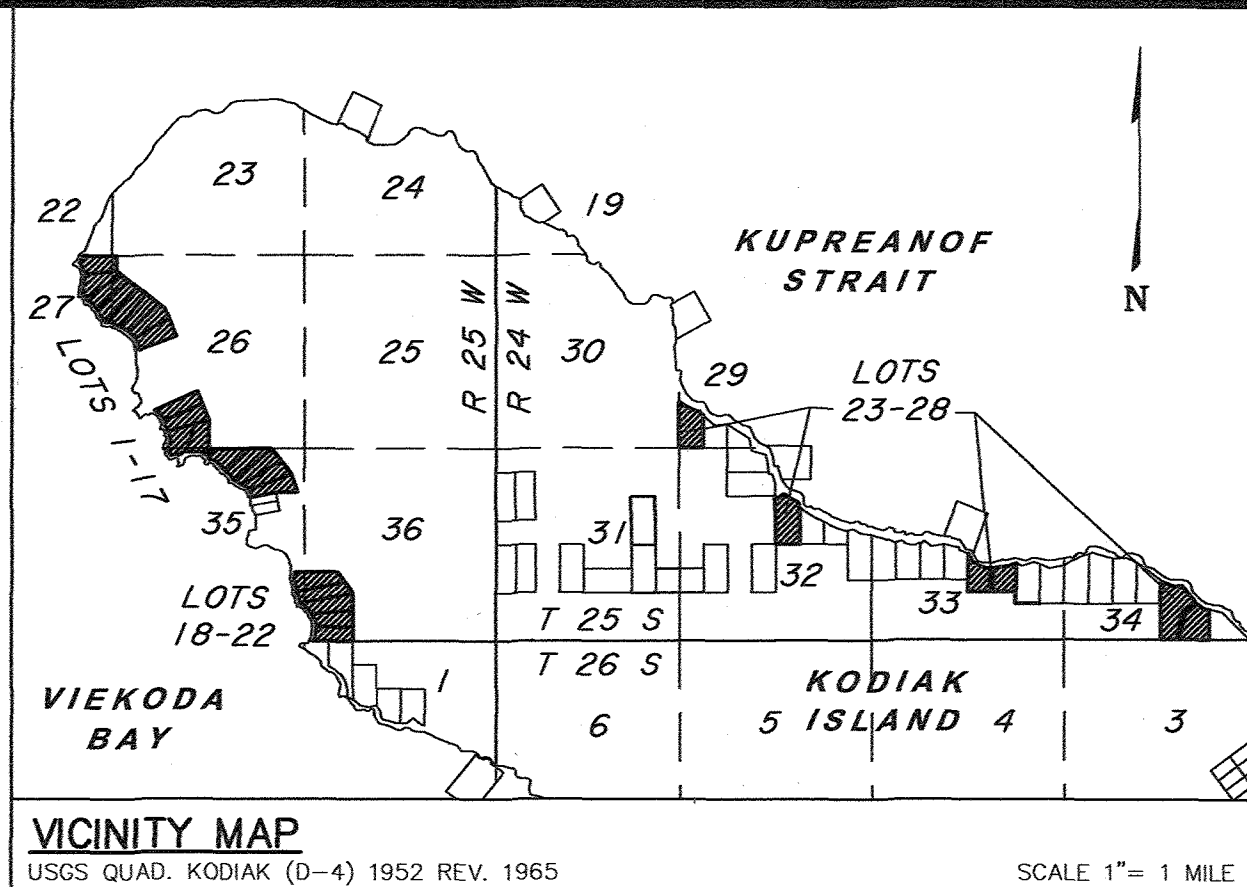 23
24
19
22
KUPREANOF
STRAIT
N
27
26
25
R 25 W
R 24 W
30
29
LOTS
23-28
LOTS 1-17
35
36
31
32
33
34
LOTS
18-22
T 25 S
T 26 S
VIEKODA
BAY
1
6
5
KODIAK
ISLAND
4
3
VICINITY MAP
USGS QUAD. KODIAK (D-4) 1952 REV. 1965
SCALE 1"= 1 MILE